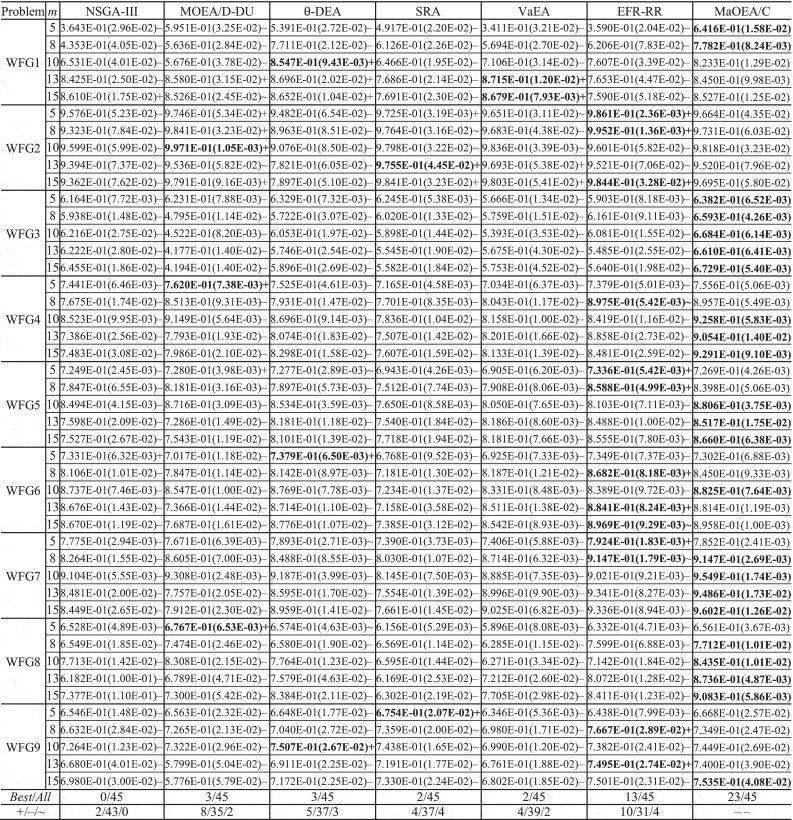 Problem m NSGA-III MOEA/D-DU θ-DEA SRA VaEA EFR-RR MaOEA/C
WFG1
5 3.643E-01(2.96E-02)– 5.951E-01(3.25E-02)– 5.391E-01(2.72E-02)– 4.917E-01(2.20E-02)– 3.411E-01(3.21E-02)– 3.590E-01(2.04E-02)– 6.416E-01(1.58E-02)
8 4.353E-01(4.05E-02)– 5.636E-01(2.84E-02)– 7.711E-01(2.12E-02)– 6.126E-01(2.26E-02)– 5.694E-01(2.70E-02)– 6.206E-01(7.83E-02)– 7.782E-01(8.24E-03)
10 6.531E-01(4.01E-02)– 5.676E-01(3.78E-02)– 8.547E-01(9.43E-03)+ 6.466E-01(1.95E-02)– 7.106E-01(3.14E-02)– 7.607E-01(3.39E-02)– 8.233E-01(1.29E-02)
13 8.425E-01(2.50E-02)– 8.580E-01(3.15E-02)+ 8.696E-01(2.02E-02)+ 7.686E-01(2.14E-02)– 8.715E-01(1.20E-02)+ 7.653E-01(4.47E-02)– 8.450E-01(9.98E-03)
15 8.610E-01(1.75E-02)+ 8.526E-01(2.45E-02)~ 8.652E-01(1.04E-02)+ 7.691E-01(2.30E-02)– 8.679E-01(7.93E-03)+ 7.590E-01(5.18E-02)– 8.527E-01(1.25E-02)
WFG2
5 9.576E-01(5.23E-02)– 9.746E-01(5.34E-02)+ 9.482E-01(6.54E-02)– 9.725E-01(3.19E-03)+ 9.651E-01(3.11E-02)~ 9.861E-01(2.36E-03)+ 9.664E-01(4.35E-02)
8 9.323E-01(7.84E-02)– 9.841E-01(3.23E-02)+ 8.963E-01(8.51E-02)– 9.764E-01(3.16E-02)– 9.683E-01(4.38E-02)– 9.952E-01(1.36E-03)+ 9.731E-01(6.03E-02)
10 9.599E-01(5.99E-02)– 9.971E-01(1.05E-03)+ 9.076E-01(8.50E-02)– 9.798E-01(3.22E-02)– 9.836E-01(3.39E-02)– 9.601E-01(5.82E-02)– 9.818E-01(3.23E-02)
13 9.394E-01(7.37E-02)– 9.536E-01(5.82E-02)– 7.821E-01(6.05E-02)– 9.755E-01(4.45E-02)+ 9.693E-01(5.38E-02)+ 9.521E-01(7.06E-02)~ 9.520E-01(7.96E-02)
15 9.362E-01(7.62E-02)– 9.791E-01(9.16E-03)+ 7.897E-01(5.10E-02)– 9.841E-01(3.23E-02)+ 9.803E-01(5.41E-02)+ 9.844E-01(3.28E-02)+ 9.695E-01(5.80E-02)
WFG3
5 6.164E-01(7.72E-03)– 6.231E-01(7.88E-03)– 6.329E-01(7.32E-03)– 6.245E-01(5.38E-03)– 5.666E-01(1.34E-02)– 5.903E-01(8.18E-03)– 6.382E-01(6.52E-03)
8 5.938E-01(1.48E-02)– 4.795E-01(1.14E-02)– 5.722E-01(3.07E-02)– 6.020E-01(1.33E-02)– 5.759E-01(1.51E-02)– 6.161E-01(9.11E-03)– 6.593E-01(4.26E-03)
10 6.216E-01(2.75E-02)– 4.522E-01(8.20E-03)– 6.053E-01(1.97E-02)– 5.898E-01(1.44E-02)– 5.393E-01(3.53E-02)– 6.081E-01(1.55E-02)– 6.684E-01(6.14E-03)
13 6.222E-01(2.80E-02)– 4.177E-01(1.40E-02)– 5.746E-01(2.54E-02)– 5.545E-01(1.90E-02)– 5.675E-01(4.30E-02)– 5.485E-01(2.55E-02)– 6.610E-01(6.41E-03)
15 6.455E-01(1.86E-02)– 4.194E-01(1.40E-02)– 5.896E-01(2.69E-02)– 5.582E-01(1.84E-02)– 5.753E-01(4.52E-02)– 5.640E-01(1.98E-02)– 6.729E-01(5.40E-03)
WFG4
5 7.441E-01(6.46E-03)– 7.620E-01(7.38E-03)+ 7.525E-01(4.61E-03)– 7.165E-01(4.58E-03)– 7.034E-01(6.37E-03)– 7.379E-01(5.01E-03)– 7.556E-01(5.06E-03)
8 7.675E-01(1.74E-02)– 8.513E-01(9.31E-03)– 7.931E-01(1.47E-02)– 7.701E-01(8.35E-03)– 8.043E-01(1.17E-02)– 8.975E-01(5.42E-03)~ 8.957E-01(5.49E-03)
10 8.523E-01(9.95E-03)– 9.149E-01(5.64E-03)– 8.696E-01(9.14E-03)– 7.836E-01(1.04E-02)– 8.158E-01(1.00E-02)– 8.419E-01(1.16E-02)– 9.258E-01(5.83E-03)
13 7.386E-01(2.56E-02)– 7.793E-01(1.93E-02)– 8.074E-01(1.83E-02)– 7.507E-01(1.42E-02)– 8.201E-01(1.66E-02)– 8.858E-01(2.73E-02)– 9.054E-01(1.40E-02)
15 7.483E-01(3.08E-02)– 7.986E-01(2.10E-02)– 8.298E-01(1.58E-02)– 7.607E-01(1.59E-02)– 8.133E-01(1.39E-02)– 8.481E-01(2.59E-02)– 9.291E-01(9.10E-03)
WFG5
5 7.249E-01(2.45E-03)– 7.280E-01(3.98E-03)+ 7.277E-01(2.89E-03)~ 6.943E-01(4.26E-03)– 6.905E-01(6.20E-03)– 7.336E-01(5.42E-03)+ 7.269E-01(4.26E-03)
8 7.847E-01(6.55E-03)– 8.181E-01(3.16E-03)– 7.897E-01(5.73E-03)– 7.512E-01(7.74E-03)– 7.908E-01(8.06E-03)– 8.588E-01(4.99E-03)+ 8.398E-01(5.06E-03)
10 8.494E-01(4.15E-03)– 8.716E-01(3.09E-03)– 8.534E-01(3.59E-03)– 7.650E-01(8.58E-03)– 8.050E-01(7.65E-03)– 8.103E-01(7.11E-03)– 8.806E-01(3.75E-03)
13 7.598E-01(2.09E-02)– 7.286E-01(1.49E-02)– 8.181E-01(1.18E-02)– 7.540E-01(1.84E-02)– 8.186E-01(8.60E-03)– 8.488E-01(1.00E-02)– 8.517E-01(1.75E-02)
15 7.527E-01(2.67E-02)– 7.543E-01(1.19E-02)– 8.101E-01(1.39E-02)– 7.718E-01(1.94E-02)– 8.181E-01(7.66E-03)– 8.555E-01(7.80E-03)– 8.660E-01(6.38E-03)
WFG6
5 7.331E-01(6.32E-03)+ 7.017E-01(1.18E-02)– 7.379E-01(6.50E-03)+ 6.768E-01(9.52E-03)– 6.925E-01(7.33E-03)– 7.349E-01(7.37E-03)– 7.302E-01(6.88E-03)
8 8.106E-01(1.01E-02)– 7.847E-01(1.14E-02)– 8.142E-01(8.97E-03)– 7.181E-01(1.30E-02)– 8.187E-01(1.21E-02)– 8.682E-01(8.18E-03)+ 8.450E-01(9.33E-03)
10 8.737E-01(7.46E-03)– 8.547E-01(1.00E-02)– 8.769E-01(7.78E-03)– 7.234E-01(1.37E-02)– 8.331E-01(8.48E-03)– 8.389E-01(9.72E-03)– 8.825E-01(7.64E-03)
13 8.676E-01(1.43E-02)– 7.366E-01(1.44E-02)– 8.714E-01(1.10E-02)– 7.158E-01(3.58E-02)– 8.511E-01(1.38E-02)– 8.841E-01(8.24E-03)+ 8.814E-01(1.19E-02)
15 8.670E-01(1.19E-02)– 7.687E-01(1.61E-02)– 8.776E-01(1.07E-02)– 7.385E-01(3.12E-02)– 8.542E-01(8.93E-03)– 8.969E-01(9.29E-03)~ 8.958E-01(1.00E-03)
WFG7
5 7.775E-01(2.94E-03)– 7.671E-01(6.39E-03)– 7.893E-01(2.71E-03)~ 7.390E-01(3.73E-03)– 7.406E-01(5.88E-03)– 7.924E-01(1.83E-03)+ 7.852E-01(2.41E-03)
8 8.264E-01(1.55E-02)– 8.605E-01(7.00E-03)– 8.488E-01(8.55E-03)– 8.030E-01(1.07E-02)– 8.714E-01(6.32E-03)– 9.147E-01(1.79E-03)~ 9.147E-01(2.69E-03)
10 9.104E-01(5.55E-03)– 9.308E-01(2.48E-03)– 9.187E-01(3.99E-03)– 8.145E-01(7.50E-03)– 8.885E-01(7.35E-03)– 9.021E-01(9.21E-03)– 9.549E-01(1.74E-03)
13 8.481E-01(2.00E-02)– 7.757E-01(2.05E-02)– 8.595E-01(1.70E-02)– 7.554E-01(1.39E-02)– 8.996E-01(9.90E-03)– 9.341E-01(8.27E-03)– 9.486E-01(1.73E-02)
15 8.449E-01(2.65E-02)– 7.912E-01(2.30E-02)– 8.959E-01(1.41E-02)– 7.661E-01(1.45E-02)– 9.025E-01(6.82E-03)– 9.336E-01(8.94E-03)– 9.602E-01(1.26E-02)
WFG8
5 6.528E-01(4.89E-03)– 6.767E-01(6.53E-03)+ 6.574E-01(4.63E-03)~ 6.156E-01(5.29E-03)– 5.896E-01(8.08E-03)– 6.332E-01(4.71E-03)– 6.561E-01(3.67E-03)
8 6.549E-01(1.85E-02)– 7.474E-01(2.46E-02)– 6.580E-01(1.90E-02)– 6.569E-01(1.14E-02)– 6.285E-01(1.15E-02)– 7.599E-01(6.88E-03)– 7.712E-01(1.01E-02)
10 7.713E-01(1.42E-02)– 8.308E-01(2.15E-02)– 7.764E-01(1.23E-02)– 6.595E-01(1.44E-02)– 6.271E-01(3.34E-02)– 7.142E-01(1.84E-02)– 8.435E-01(1.01E-02)
13 6.182E-01(1.00E-01)– 6.789E-01(4.71E-02)– 7.579E-01(4.63E-02)– 6.169E-01(2.53E-02)– 7.212E-01(2.60E-02)– 8.072E-01(1.28E-02)– 8.736E-01(4.87E-03)
15 7.377E-01(1.10E-01)– 7.300E-01(5.42E-02)– 8.384E-01(2.11E-02)– 6.302E-01(2.19E-02)– 7.705E-01(2.98E-02)– 8.411E-01(1.23E-02)– 9.083E-01(5.86E-03)
WFG9
5 6.546E-01(1.48E-02)– 6.563E-01(2.32E-02)– 6.648E-01(1.77E-02)– 6.754E-01(2.07E-02)+ 6.346E-01(5.36E-03)– 6.438E-01(7.99E-03)– 6.668E-01(2.57E-02)
8 6.632E-01(2.84E-02)– 7.265E-01(2.13E-02)– 7.040E-01(2.72E-02)– 7.359E-01(2.00E-02)~ 6.980E-01(1.71E-02)– 7.667E-01(2.89E-02)+ 7.349E-01(2.47E-02)
10 7.264E-01(1.23E-02)– 7.322E-01(2.96E-02)– 7.507E-01(2.67E-02)+ 7.438E-01(1.65E-02)~ 6.990E-01(1.20E-02)– 7.382E-01(2.41E-02)– 7.449E-01(2.69E-02)
13 6.680E-01(4.01E-02)– 5.799E-01(5.04E-02)– 6.911E-01(2.25E-02)– 7.191E-01(1.77E-02)– 6.761E-01(1.88E-02)– 7.495E-01(2.74E-02)+ 7.400E-01(3.90E-02)
15 6.980E-01(3.00E-02)– 5.776E-01(5.79E-02)– 7.172E-01(2.25E-02)– 7.330E-01(2.24E-02)– 6.802E-01(1.85E-02)– 7.501E-01(2.31E-02)~ 7.535E-01(4.08E-02)
Best/All 0/45 3/45 3/45 2/45 2/45 13/45 23/45
+/–/~ 2/43/0 8/35/2 5/37/3 4/37/4 4/39/2 10/31/4 – –